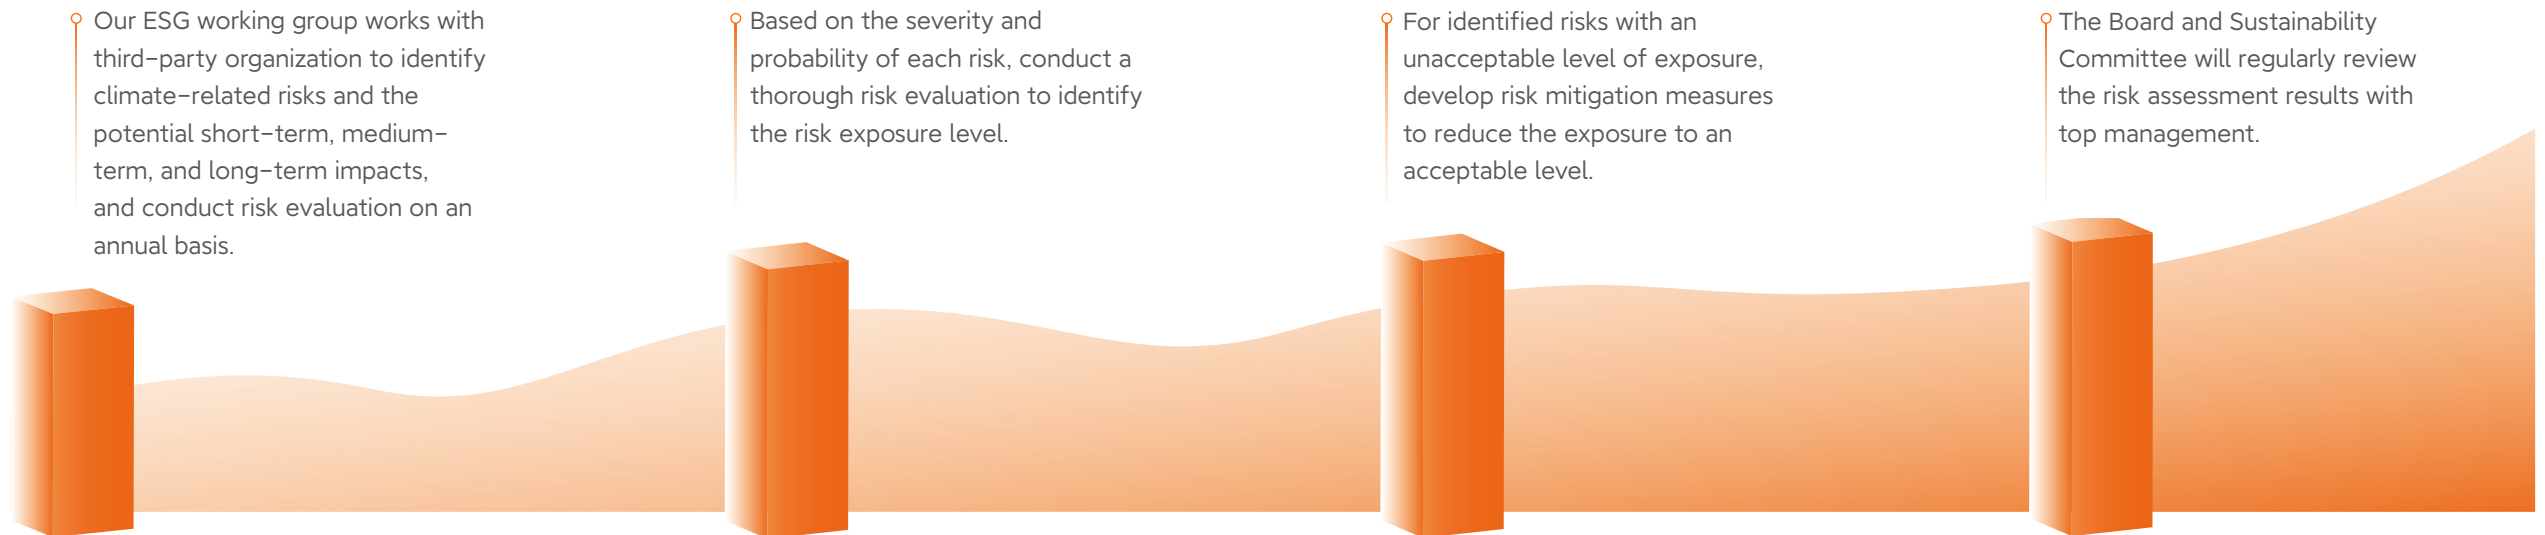 Our ESG working group works with
third-party organization to identify
climate-related risks and the
potential short-term, medium-
term, and long-term impacts,
and conduct risk evaluation on an
annual basis.
Based on the severity and
probability of each risk, conduct a
thorough risk evaluation to identify
the risk exposure level.
For identified risks with an
unacceptable level of exposure,
develop risk mitigation measures
to reduce the exposure to an
acceptable level.
The Board and Sustainability
Committee will regularly review
the risk assessment results with
top management.